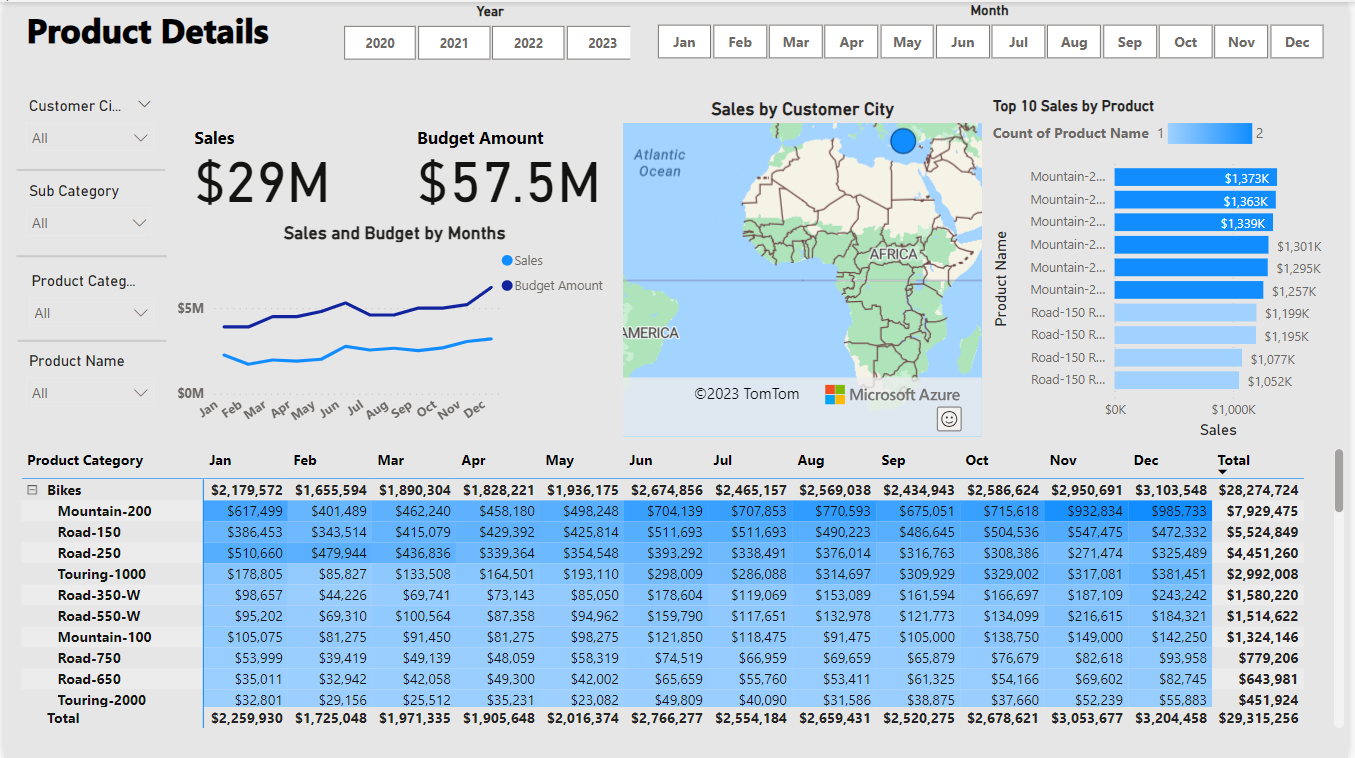 Product Details
Year
2020 2021 2022 2023
Month
Jan Feb Mar Apr May Jun Jul Aug Sep Oct Nov Dec
Customer Ci...
All
Sub Category
All
Product Categ...
All
Product Name
All
Sales
$29M
Budget Amount
$57.5M
Sales and Budget by Months
Sales
Budget Amount
$5M
$0M
Jan Feb Mar Apr May Jun Jul Aug Sep Oct Nov Dec
Sales by Customer City
Atlantic
Ocean
AFRICA
AMERICA
©2023 TomTom
Microsoft Azure
Top 10 Sales by Product
Count of Product Name 1 2
Product Name
Mountain-2... $1,373K
Mountain-2... $1,363K
Mountain-2... $1,339K
Mountain-2... $1,301K
Mountain-2... $1,295K
Mountain-2... $1,257K
Road-150 R... $1,199K
Road-150 R... $1,195K
Road-150 R... $1,077K
Road-150 R... $1,052K
$0K $1,000K
Sales
Product Category Jan Feb Mar Apr May Jun Jul Aug Sep Oct Nov Dec Total
Bikes $2,179,572 $1,655,594 $1,890,304 $1,828,221 $1,936,175 $2,674,856 $2,465,157 $2,569,038 $2,434,943 $2,586,624 $2,950,691 $3,103,548 $28,274,724
Mountain-200 $617,499 $401,489 $462,240 $458,180 $498,248 $704,139 $707,853 $770,593 $675,051 $715,618 $932,834 $985,733 $7,929,475
Road-150 $386,453 $343,514 $415,079 $429,392 $425,814 $511,693 $511,693 $490,223 $486,645 $504,536 $547,475 $472,332 $5,524,849
Road-250 $510,660 $479,944 $436,836 $339,364 $354,548 $393,292 $338,491 $376,014 $316,763 $308,386 $271,474 $325,489 $4,451,260
Touring-1000 $178,805 $85,827 $133,508 $164,501 $193,110 $298,009 $286,088 $314,697 $309,929 $329,002 $317,081 $381,451 $2,992,008
Road-350-W $98,657 $44,226 $69,741 $73,143 $85,050 $178,604 $119,069 $153,089 $161,594 $166,697 $187,109 $243,242 $1,580,220
Road-550-W $95,202 $69,310 $100,564 $87,358 $94,962 $159,790 $117,651 $132,978 $121,773 $134,099 $216,615 $184,321 $1,514,622
Mountain-100 $105,075 $81,275 $91,450 $81,275 $98,275 $121,850 $118,475 $91,475 $105,000 $138,750 $149,000 $142,250 $1,324,146
Road-750 $53,999 $39,419 $49,139 $48,059 $58,319 $74,519 $66,959 $69,659 $65,879 $76,679 $82,618 $93,958 $779,206
Road-650 $35,011 $32,942 $42,058 $49,300 $42,002 $65,659 $55,760 $53,411 $61,325 $54,166 $69,602 $82,745 $643,981
Touring-2000 $32,801 $29,156 $25,512 $35,231 $23,082 $49,809 $40,090 $31,586 $38,875 $37,660 $52,239 $55,883 $451,924
Total $2,259,930 $1,725,048 $1,971,335 $1,905,648 $2,016,374 $2,766,277 $2,554,184 $2,659,431 $2,520,275 $2,678,621 $3,053,677 $3,204,458 $29,315,256